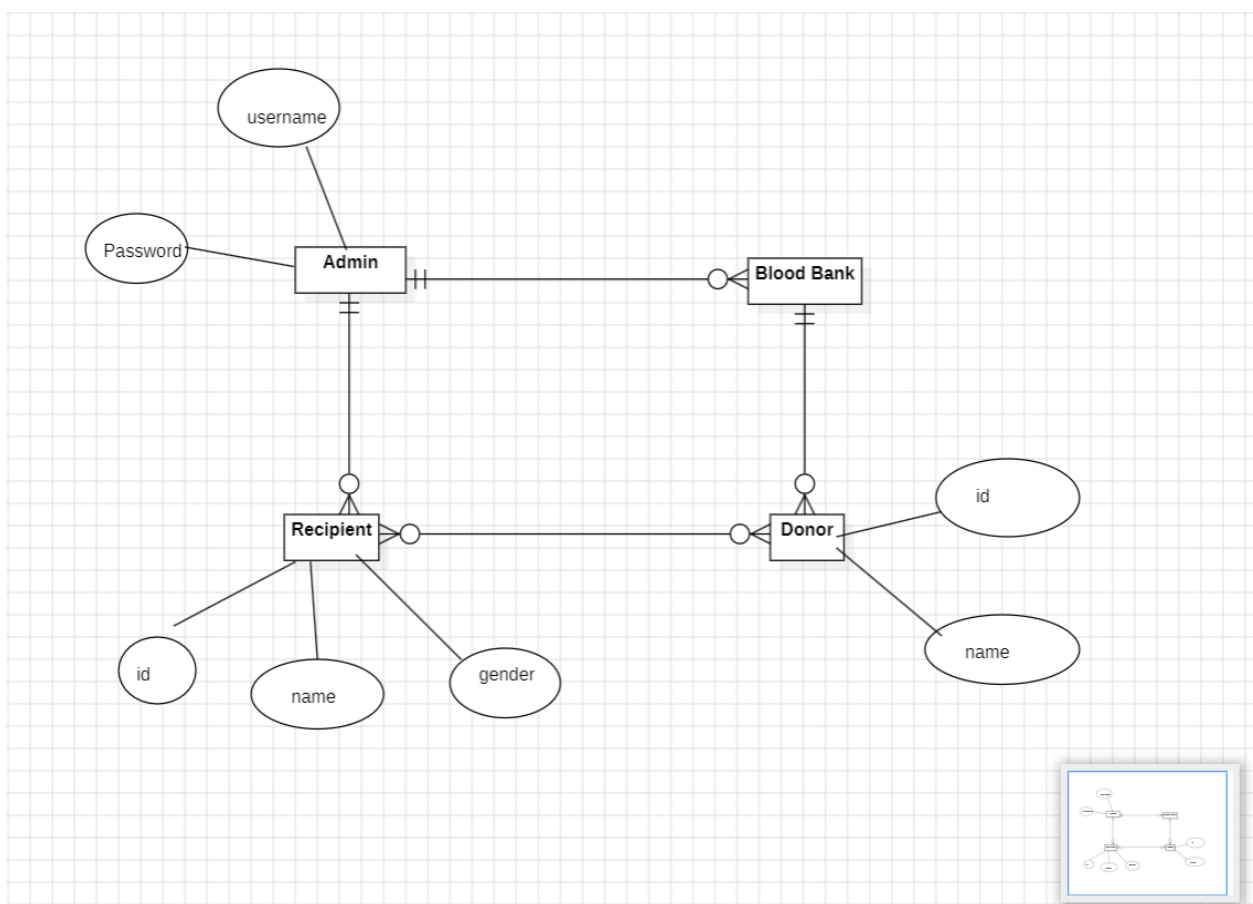 username
Password
Admin
Blood Bank
Recipient
Donor
id
id
name
gender
name